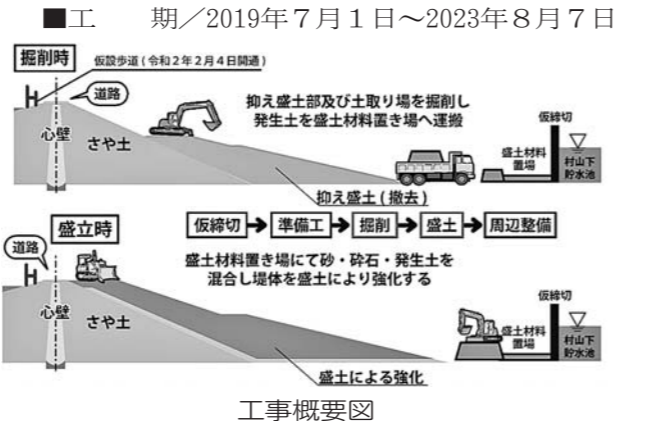 ■工　　期／2019年７月１日～2023年８月７日
掘削時
仮設歩道(令和２年２月４日開通)
道路
抑え盛土部及び土取り場を掘削し
発生土を盛土材料置き場へ運搬
仮締切
心壁
さや土
盛土材料
置場
村山下
貯水池
抑え盛土(撤去)
盛立時
仮締切→準備工→掘削→盛土→周辺整備
道路
盛土材料置き場にて砂・砕石・発生土を
混合し堤体を盛土により強化する
仮締切
心壁
さや土
盛土材料
置場
村山下
貯水池
盛土による強化
工事概要図